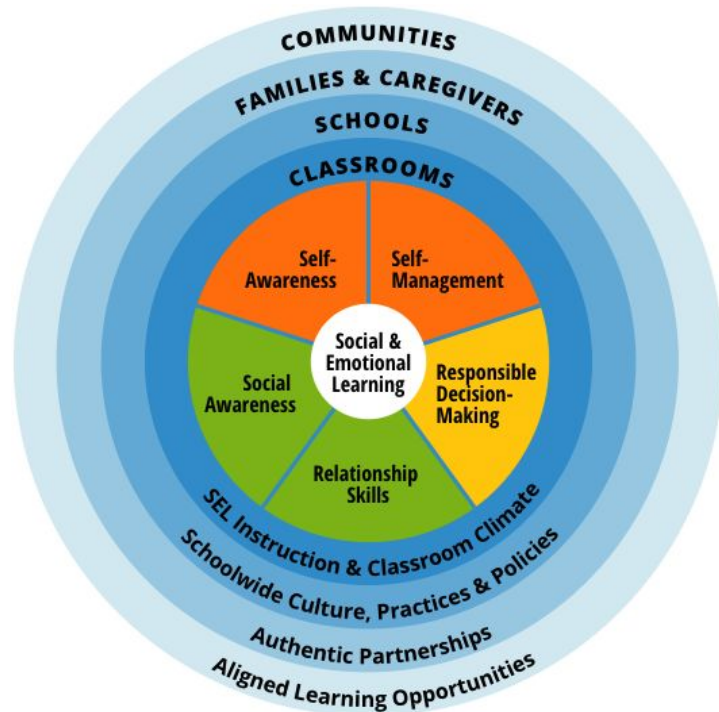 COMMUNITIES
FAMILIES & CAREGIVERS
SCHOOLS
CLASSROOMS
Self-
Awareness
Self-
Management
Social &
Emotional
Learning
Social
Awareness
Responsible
Decision-
Making
Relationship
Skills
SEL Instruction & Classroom Climate
Schoolwide Culture, Practices & Policies
Authentic Partnerships
Aligned Learning Opportunities